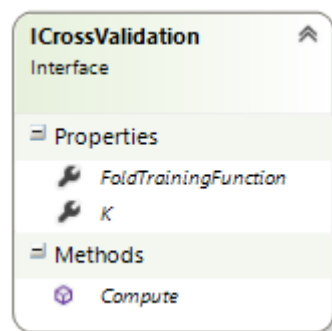 ICrossValidation
Interface
Properties
FoldTrainingFunction
K
Methods
Compute